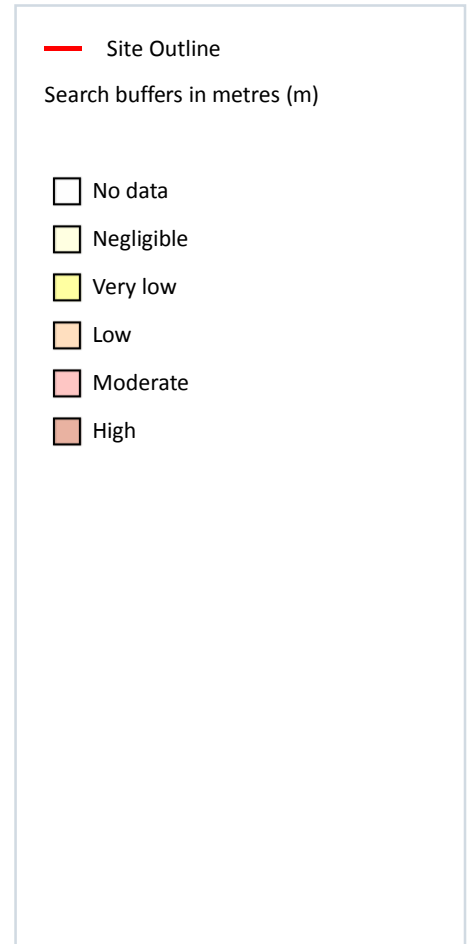 Site Outline
Search buffers in metres (m)
No data
Negligible
Very low
Low
Moderate
High